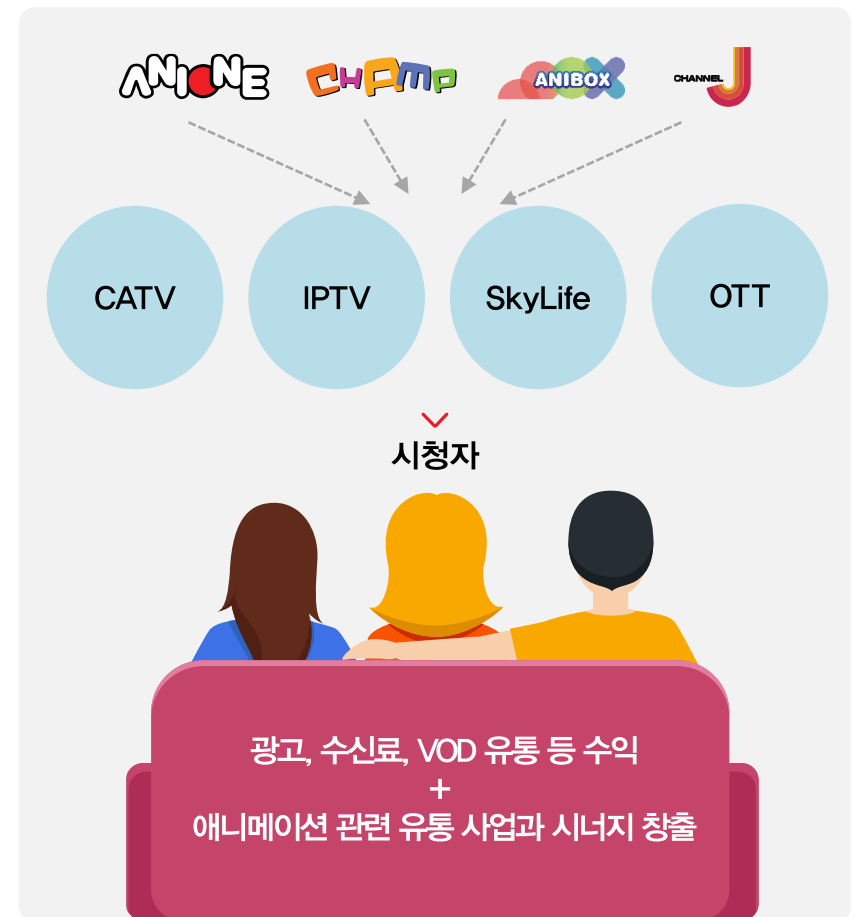 ANIONE
CHAMP
ANIBOX
CHANNEL J
CATV
IPTV
SkyLife
OTT
시청자
광고, 수신료, VOD 유통 등 수익
+
애니메이션 관련 유통 사업과 시너지 창출